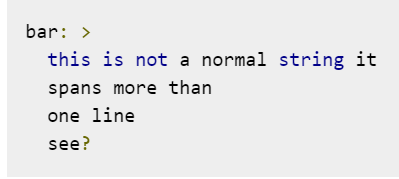 bar: >
  this is not a normal string it
  spans more than
  one line
  see?